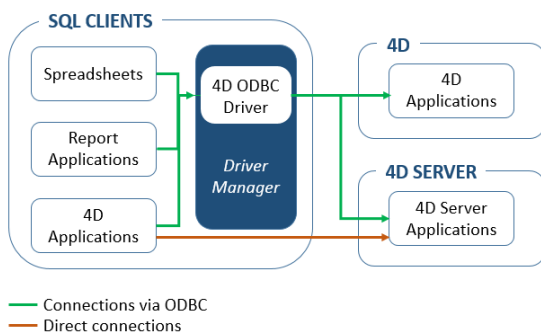 SQL CLIENTS
Spreadsheets
Report
Applications
4D
Applications
4D ODBC
Driver
Driver
Manager
4D
4D
Applications
4D SERVER
4D Server
Applications
Connections via ODBC
Direct connections